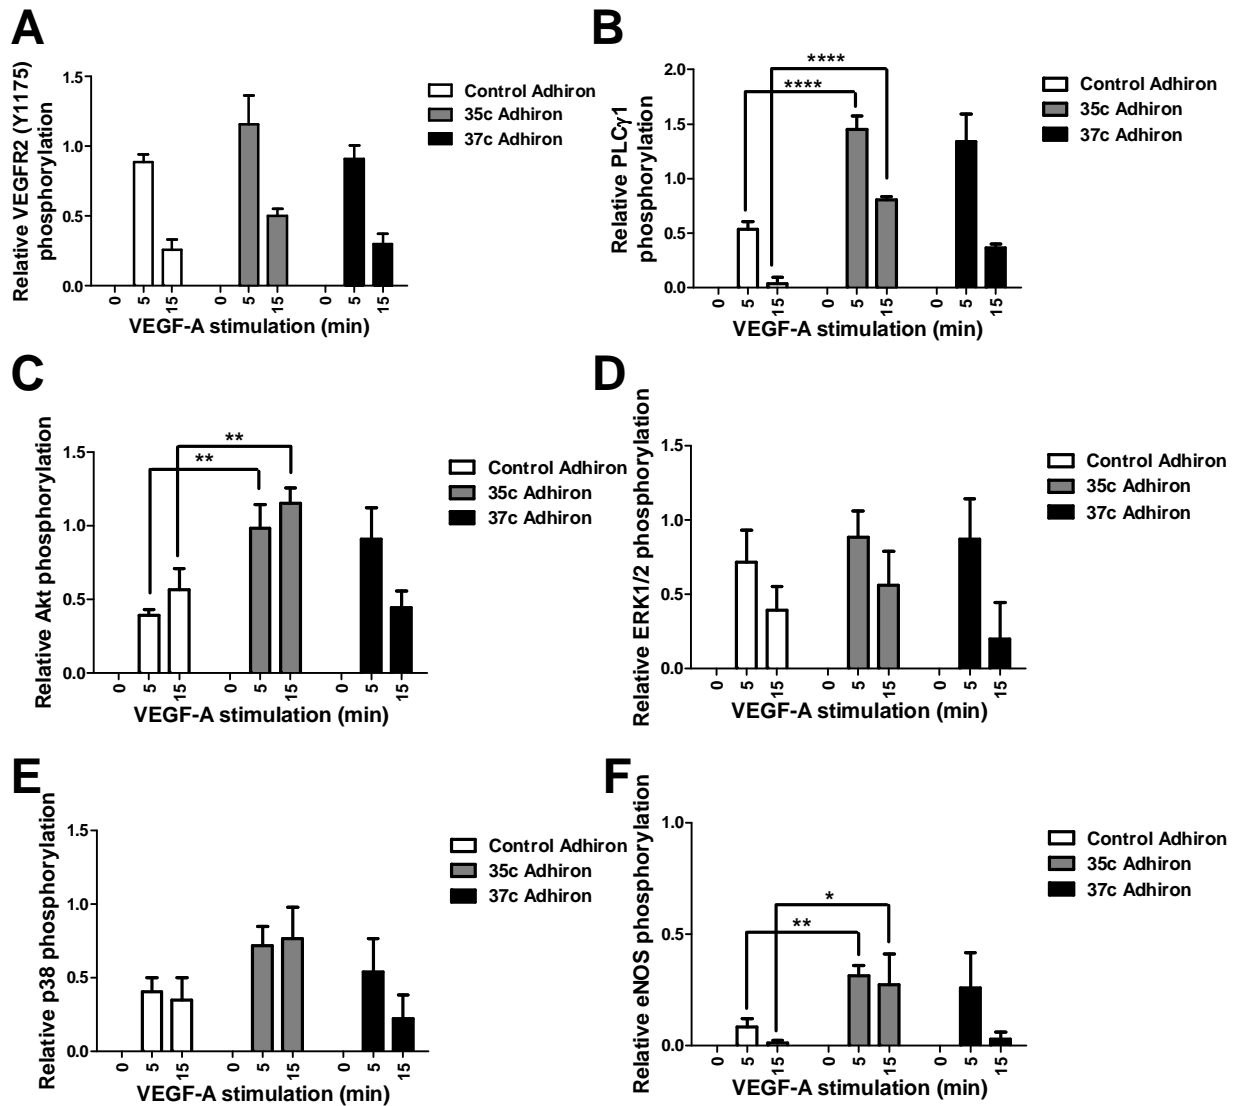 A
Relative VEGFR2 (Y1175)
phosphorylation
1.5
1.0
0.5
0.0
0
5
15
0
5
15
0
5
15
VEGF-A stimulation (min)
Control Adhiron
35c Adhiron
37c Adhiron
B
Relative PLCγ1
phosphorylation
2.0
1.5
1.0
0.5
0.0
****
****
0
5
15
0
5
15
0
5
15
VEGF-A stimulation (min)
Control Adhiron
35c Adhiron
37c Adhiron
C
Relative Akt phosphorylation
1.5
1.0
0.5
0.0
**
**
0
5
15
0
5
15
0
5
15
VEGF-A stimulation (min)
Control Adhiron
35c Adhiron
37c Adhiron
D
Relative ERK1/2 phosphorylation
1.5
1.0
0.5
0.0
0
5
15
0
5
15
0
5
15
VEGF-A stimulation (min)
Control Adhiron
35c Adhiron
37c Adhiron
E
Relative p38 phosphorylation
1.5
1.0
0.5
0.0
0
5
15
0
5
15
0
5
15
VEGF-A stimulation (min)
Control Adhiron
35c Adhiron
37c Adhiron
F
Relative eNOS phosphorylation
1.0
0.5
0.0
*
**
0
5
15
0
5
15
0
5
15
VEGF-A stimulation (min)
Control Adhiron
35c Adhiron
37c Adhiron